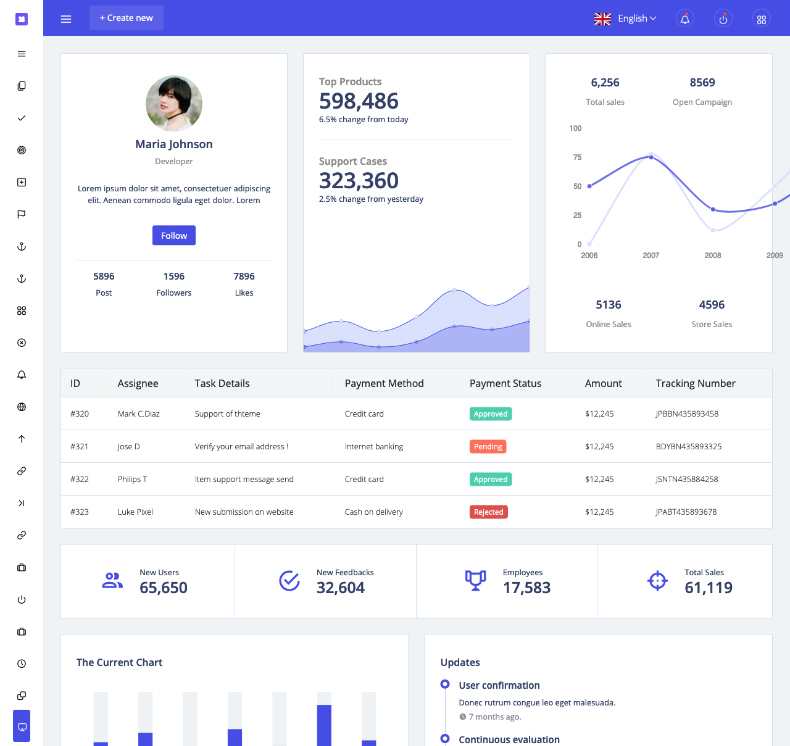 + Create new
English
Maria Johnson
Developer
Lorem ipsum dolor sit amet, consectetuer adipiscing
elit. Aenean commodo ligula eget dolor. Lorem
Follow
5896 1596 7896
Post Followers Likes
Top Products
598,486
6.5% change from today
Support Cases
323,360
2.5% change from yesterday
6,256 8569
Total sales Open Campaign
100
75
50
25
0
2006 2007 2008 2009
5136 4596
Online Sales Store Sales
ID Assignee Task Details Payment Method Payment Status Amount Tracking Number
#320 Mark C.Diaz Support of thteme Credit card Approved $12,245 JPBBN435893458
#321 Jose D Verify your email address ! Internet banking Pending $12,245 BDYBN435893325
#322 Philips T Item support message send Credit card Approved $12,245 JSNTN435884258
#323 Luke Pixel New submission on website Cash on delivery Rejected $12,245 JPABT435893678
New Users
65,650
New Feedbacks
32,604
Employees
17,583
Total Sales
61,119
The Current Chart
Updates
User confirmation
Donec rutrum congue leo eget malesuada.
7 months ago.
Continuous evaluation